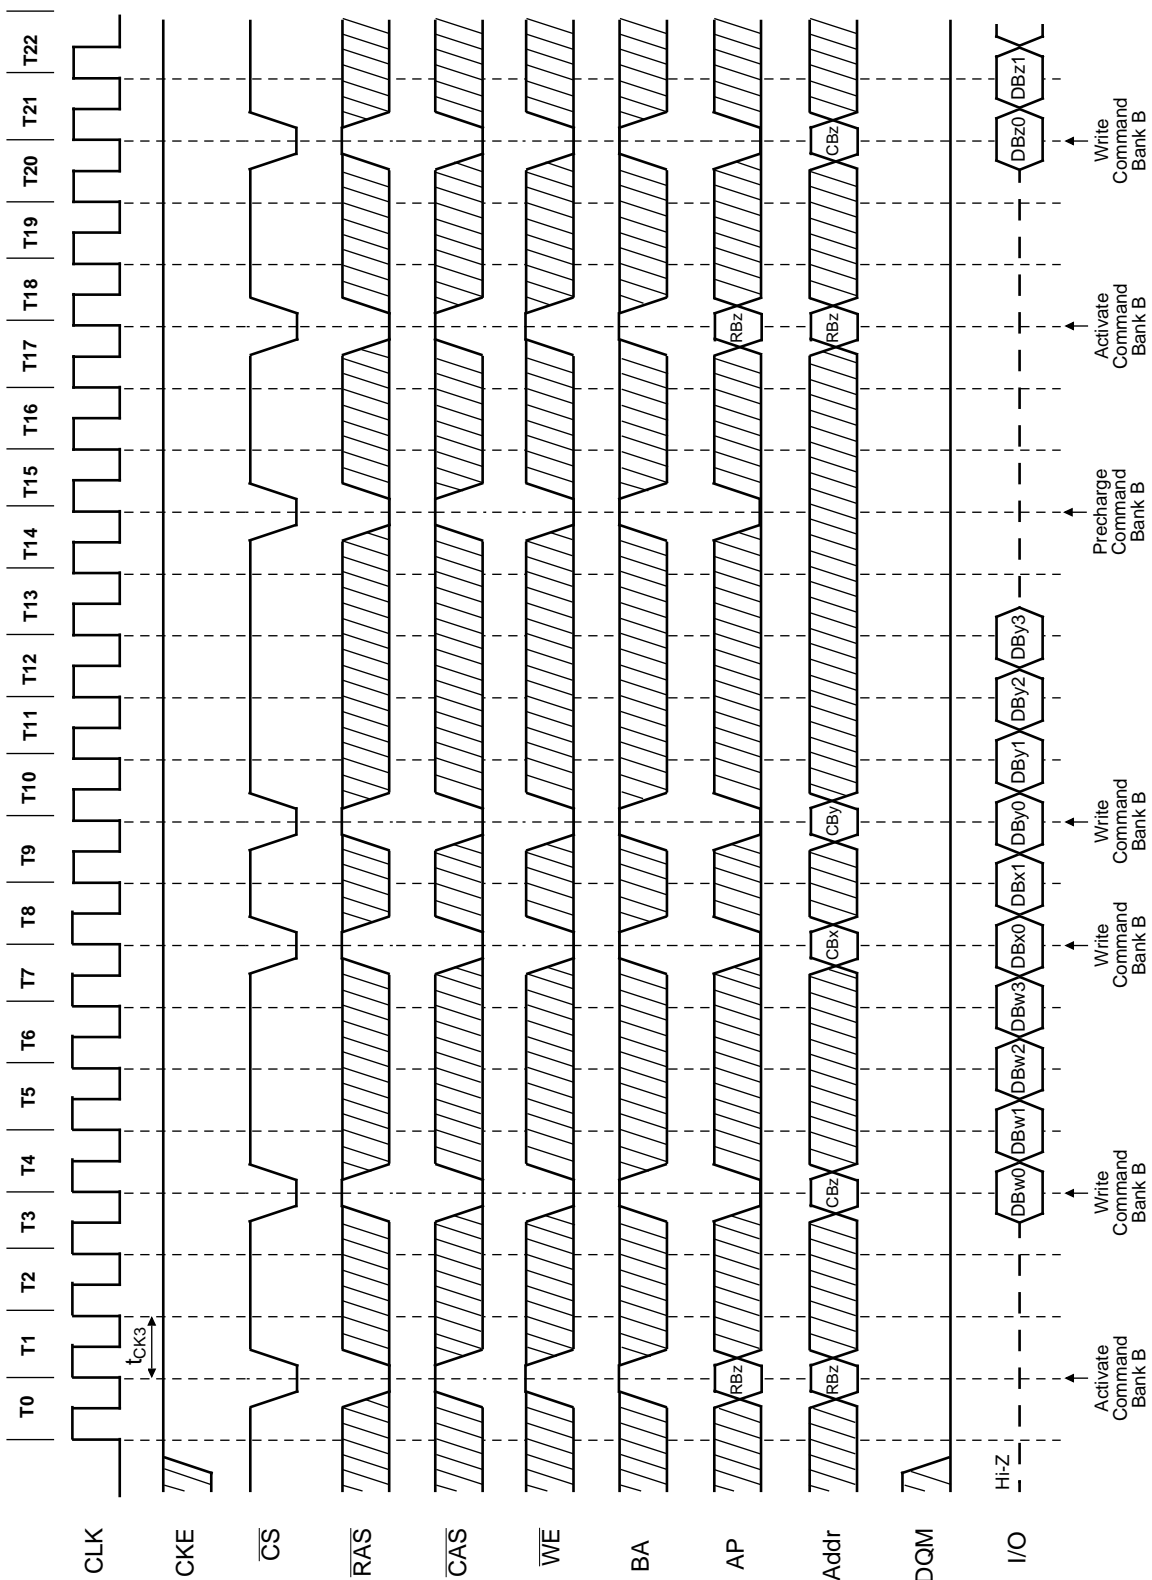 T0 T1 T2 T3 T4 T5 T6 T7 T8 T9 T10 T11 T12 T13 T14 T15 T16 T17 T18 T19 T20 T21 T22
CLK
tCK3
CKE
CS
RAS
CAS
WE
BA
AP
RBz RBz
Addr
RBz CBz CBx CBy RBz CBz
DQM
I/O
Hi-Z
DBw0 DBw1 DBw2 DBw3 DBx0 DBx1 DBy0 DBy1 DBy2 DBy3 DBz0 DBz1
Activate
Command
Bank B
Write
Command
Bank B
Write
Command
Bank B
Write
Command
Bank B
Precharge
Command
Bank B
Activate
Command
Bank B
Write
Command
Bank B